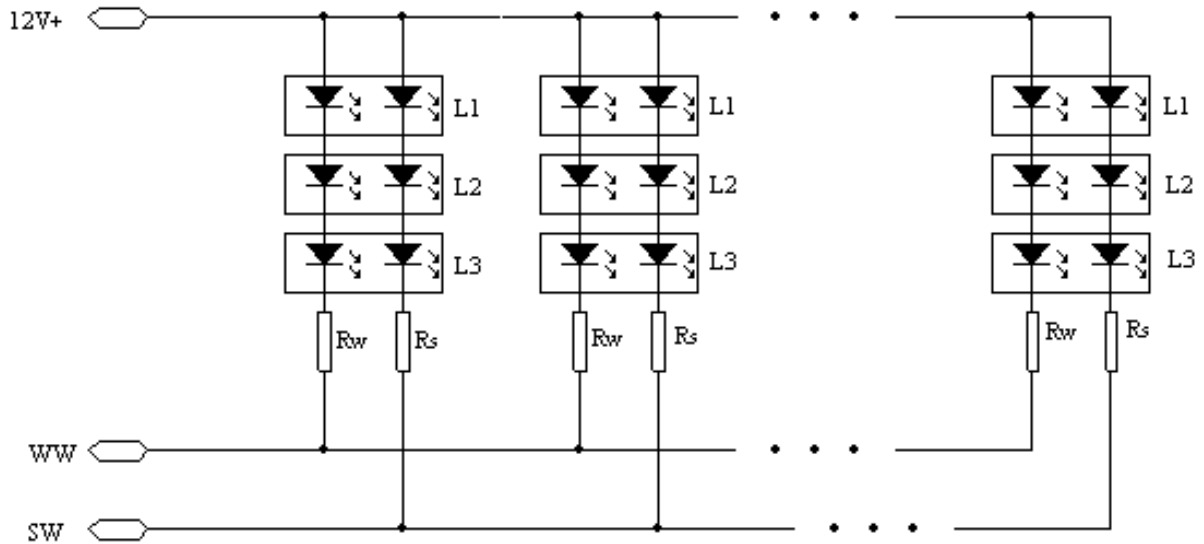 12V+
L1 L1 L1
L2 L2 L2
L3 L3 L3
Rw Rs Rw Rs Rw Rs
WW
SW